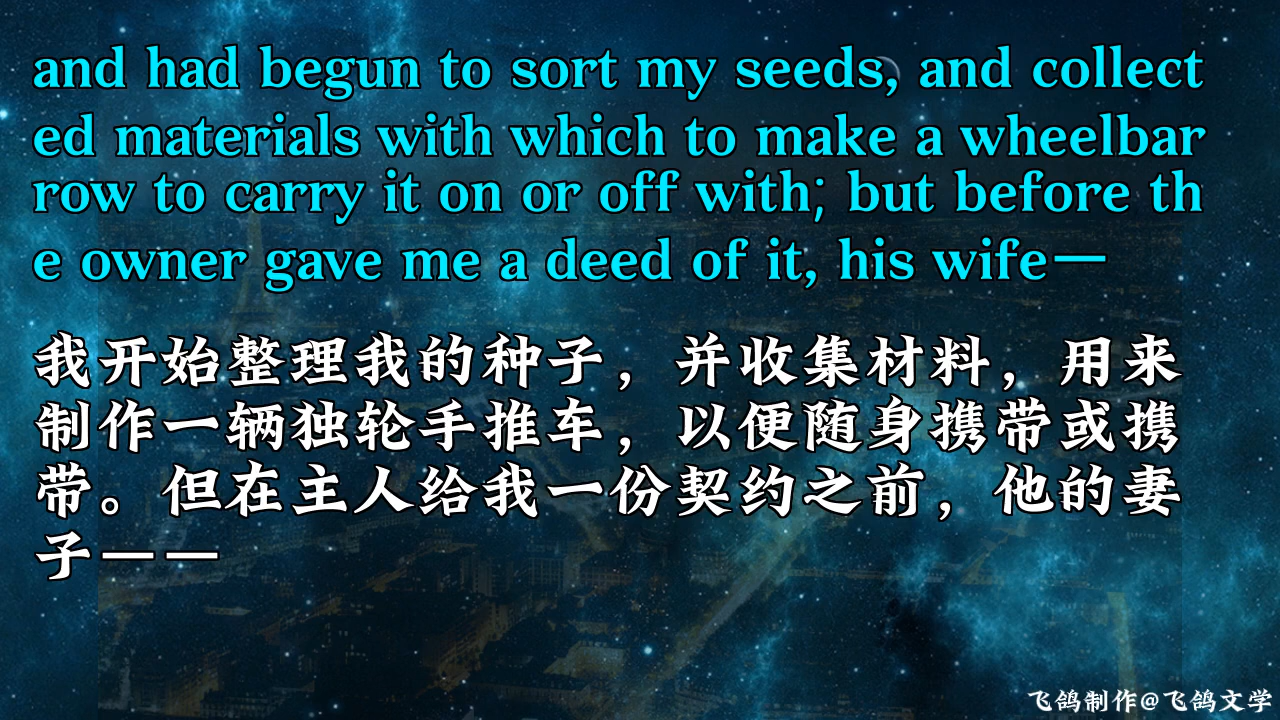 and had begun to sort my seeds, and collect
ed materials with which to make a wheelbar
row to carry it on or off with; but before th
e owner gave me a deed of it, his wife—
我开始整理我的种子，并收集材料，用来
制作一辆独轮手推车，以便随身携带或携
带。但在主人给我一份契约之前，他的妻
子——
飞鸽制作@飞鸽文学